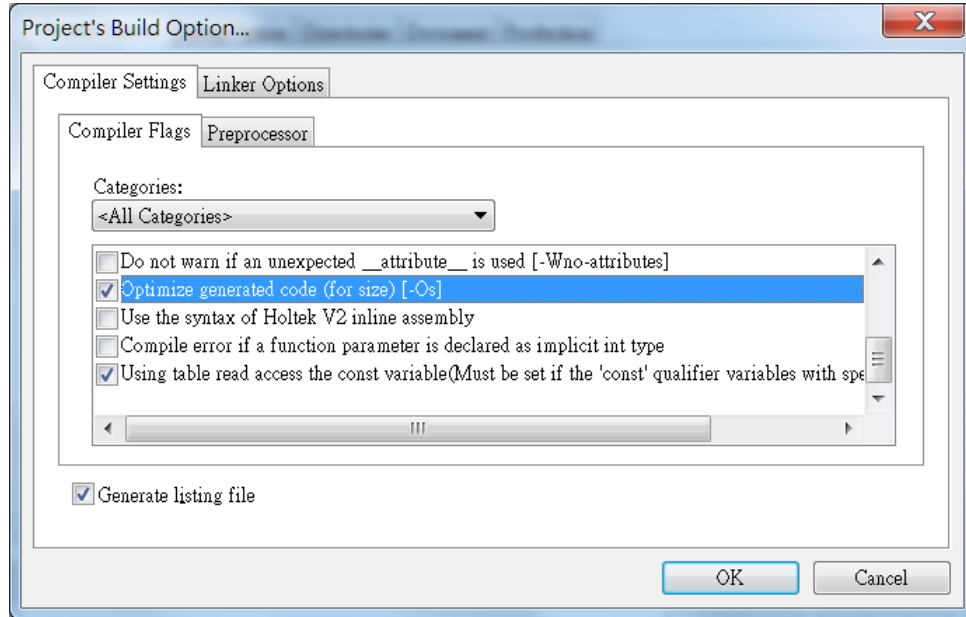 Project's Build Option...
Compiler Settings
Linker Options
Compiler Flags
Preprocessor
Categories:
<All Categories>
Do not warn if an unexpected __attribute__ is used [-Wno-attributes]
Optimize generated code (for size) [-Os]
Use the syntax of Holtek V2 inline assembly
Compile error if a function parameter is declared as implicit int type
Using table read access the const variable(Must be set if the 'const' qualifier variables with spe
Generate listing file
OK
Cancel